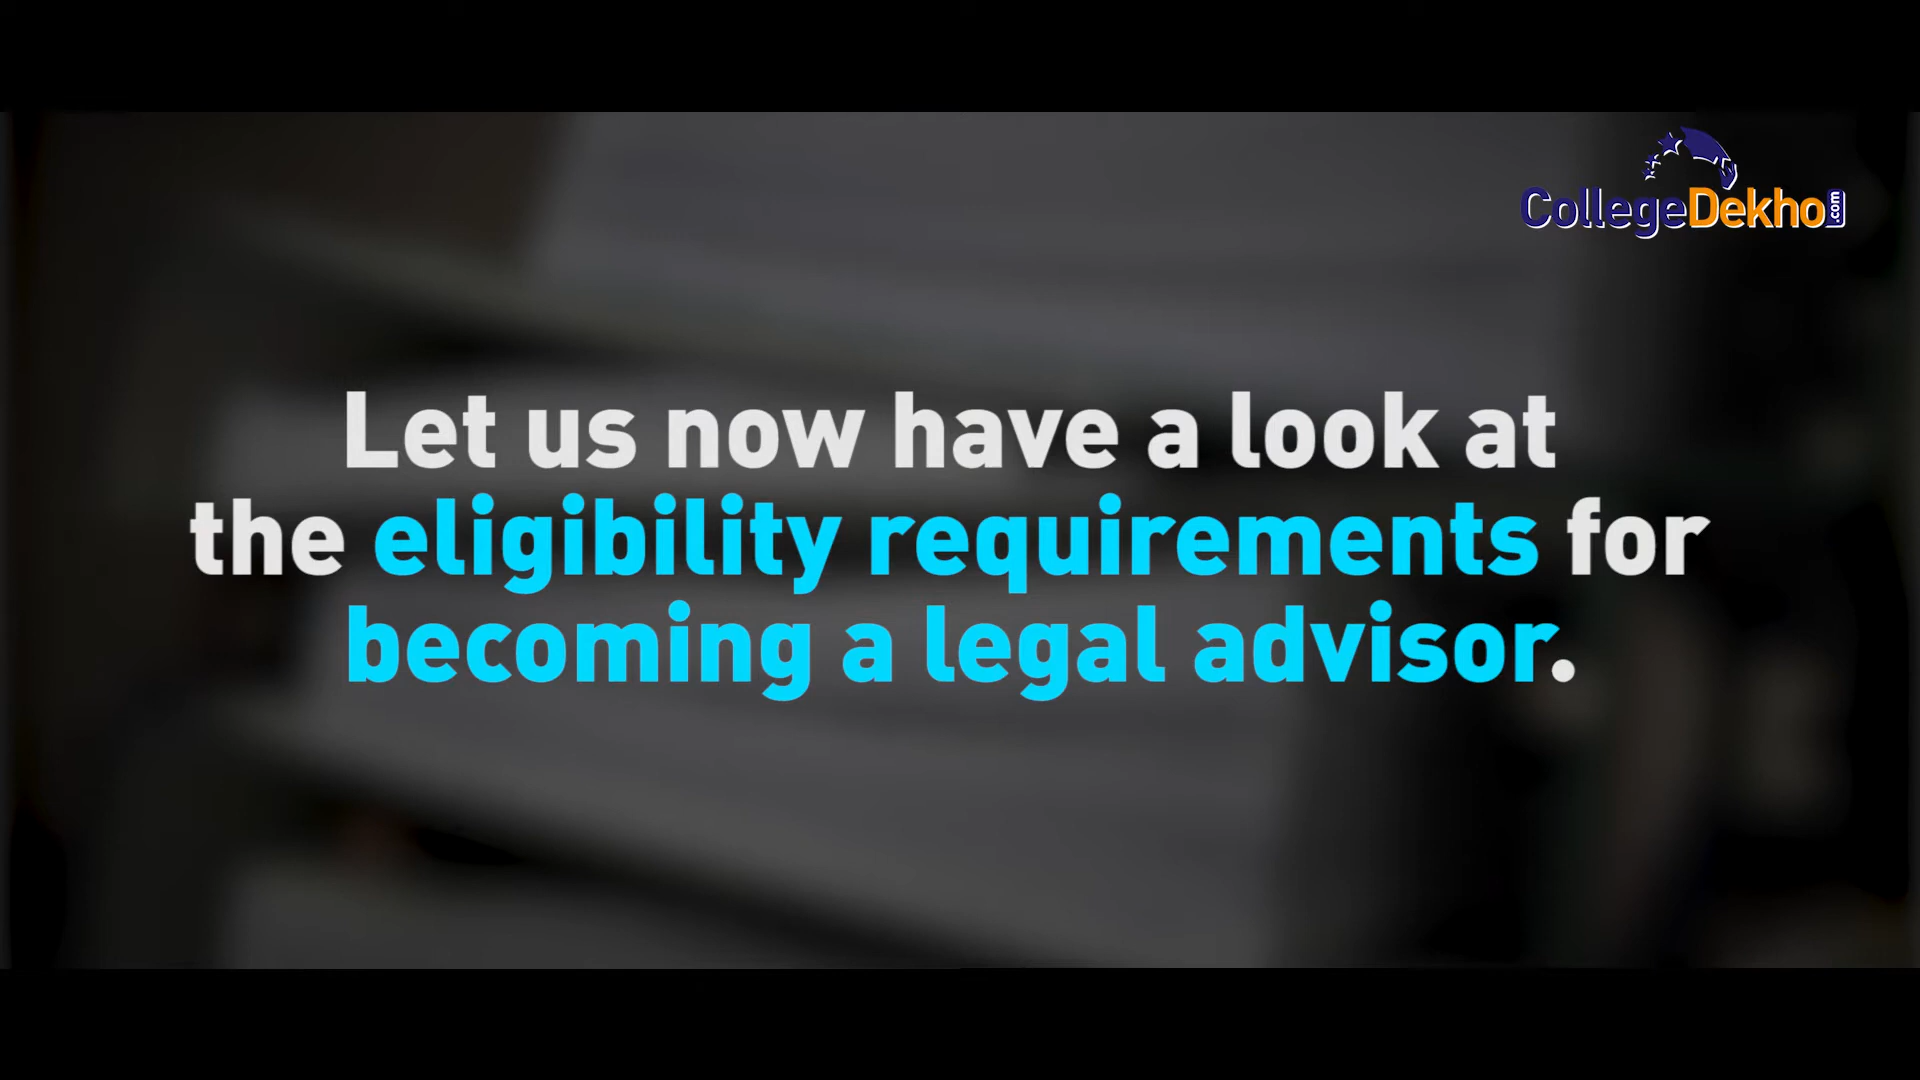 CollegeDekho.com
Let us now have a look at
the eligibility requirements for
becoming a legal advisor.